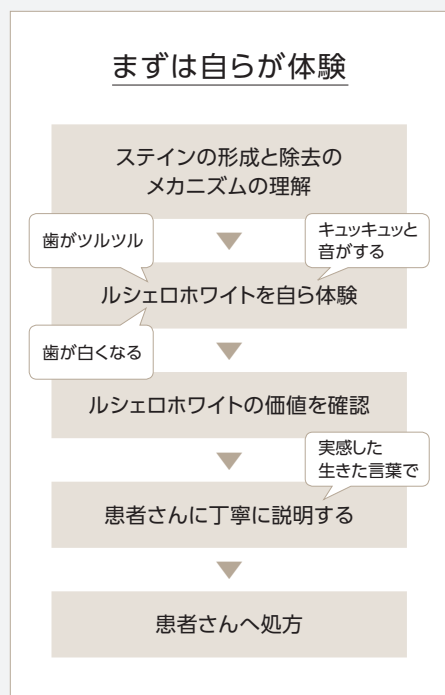 まずは自らが体験
ステインの形成と除去の
メカニズムの理解
歯がツルツル
キュッキュッと
音がする
ルシェロホワイトを自ら体験
歯が白くなる
ルシェロホワイトの価値を確認
実感した
生きた言葉で
患者さんに丁寧に説明する
患者さんへ処方